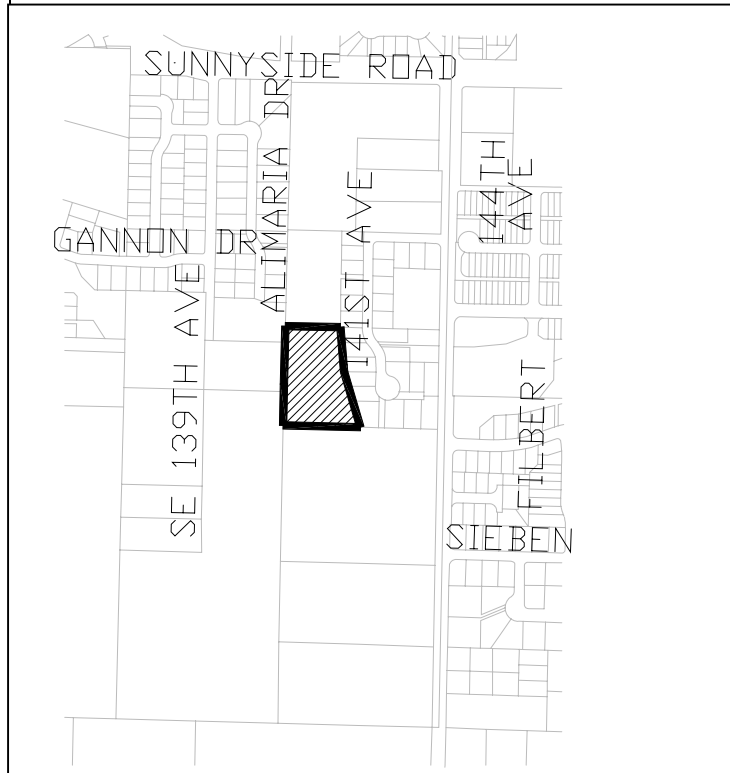 SUNNYSIDE ROAD
ALIMARIA DR
144TH
AVE
141ST AVE
GANNON DR
SE 139TH AVE
FILBERT
SIEBEN